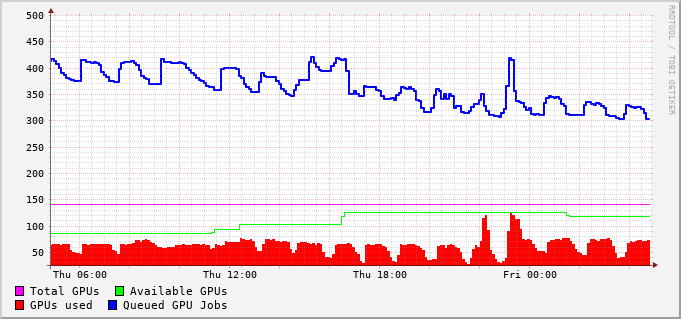 500
450
400
350
300
250
200
150
100
50
Thu 06:00 Thu 12:00 Thu 18:00 Fri 00:00
Total GPUs Available GPUs
GPUs used Queued GPU Jobs
RRDTOOL / TOBI OETIKER